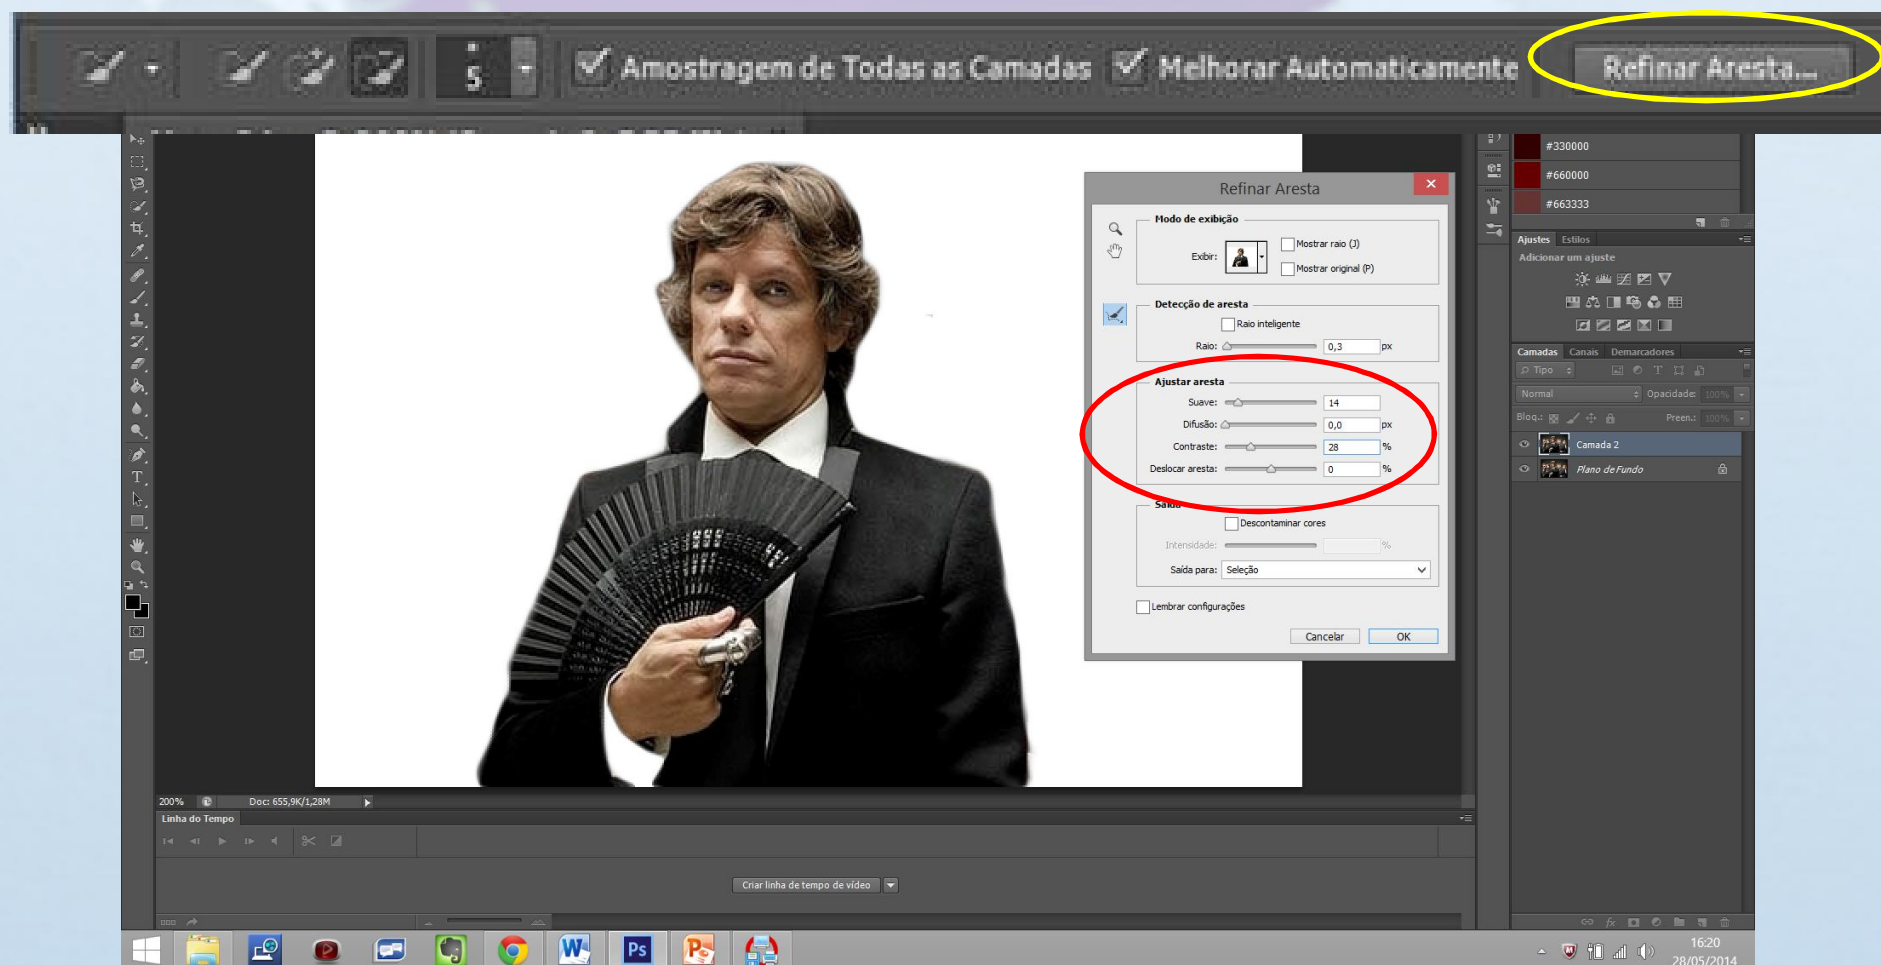 5 Amostragem de Todas as Camadas Melhorar Automaticamente Refinar Aresta...
#330000
#660000
#663333
Refinar Aresta
Modo de exibição
Exibir:
Mostrar raio (J)
Mostrar original (P)
Detecção de aresta
Raio inteligente
Raio: 0,3 px
Ajustar aresta
Suave: 14
Difusão: 0,0 px
Contraste: 28 %
Deslocar aresta: 0 %
Saída
Descontaminar cores
Intensidade: %
Saída para: Seleção
Lembrar configurações
Cancelar OK
Ajustes Estilos
Adicionar um ajuste
Camadas Canais Demarcadores
Tipo
Normal Opacidade: 100%
Bloq.: Preen.: 100%
Camada 2
Plano de Fundo
200% Doc: 655,9K/1,28M
Linha do Tempo
Criar linha de tempo de vídeo
W Ps P
16:20
28/05/2014